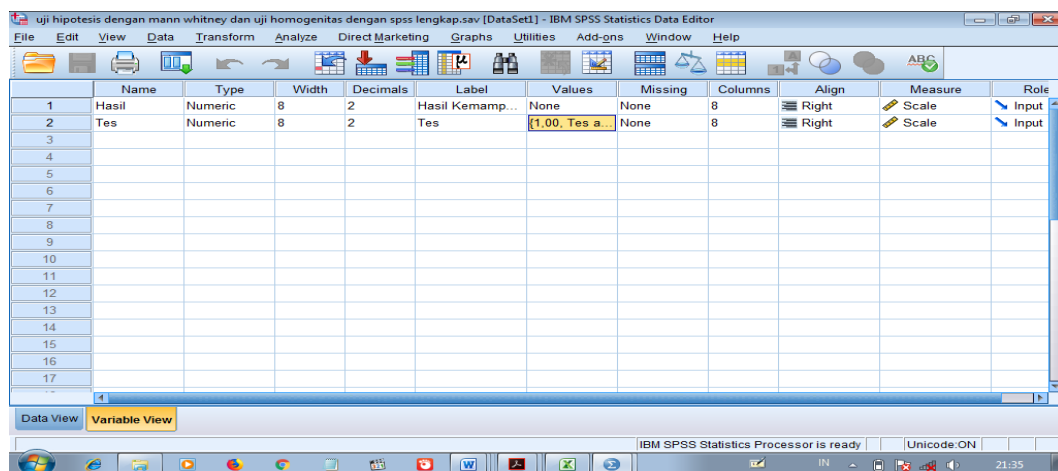 uji hipotesis dengan mann whitney dan uji homogenitas dengan spss lengkap.sav [DataSet1] - IBM SPSS Statistics Data Editor
File Edit View Data Transform Analyze Direct Marketing Graphs Utilities Add-ons Window Help
Name Type Width Decimals Label Values Missing Columns Align Measure Role
1 Hasil Numeric 8 2 Hasil Kemamp... None None 8 Right Scale Input
2 Tes Numeric 8 2 Tes {1,00, Tes a... None 8 Right Scale Input
3
4
5
6
7
8
9
10
11
12
13
14
15
16
17
Data View Variable View
IBM SPSS Statistics Processor is ready Unicode:ON
IN 21:35